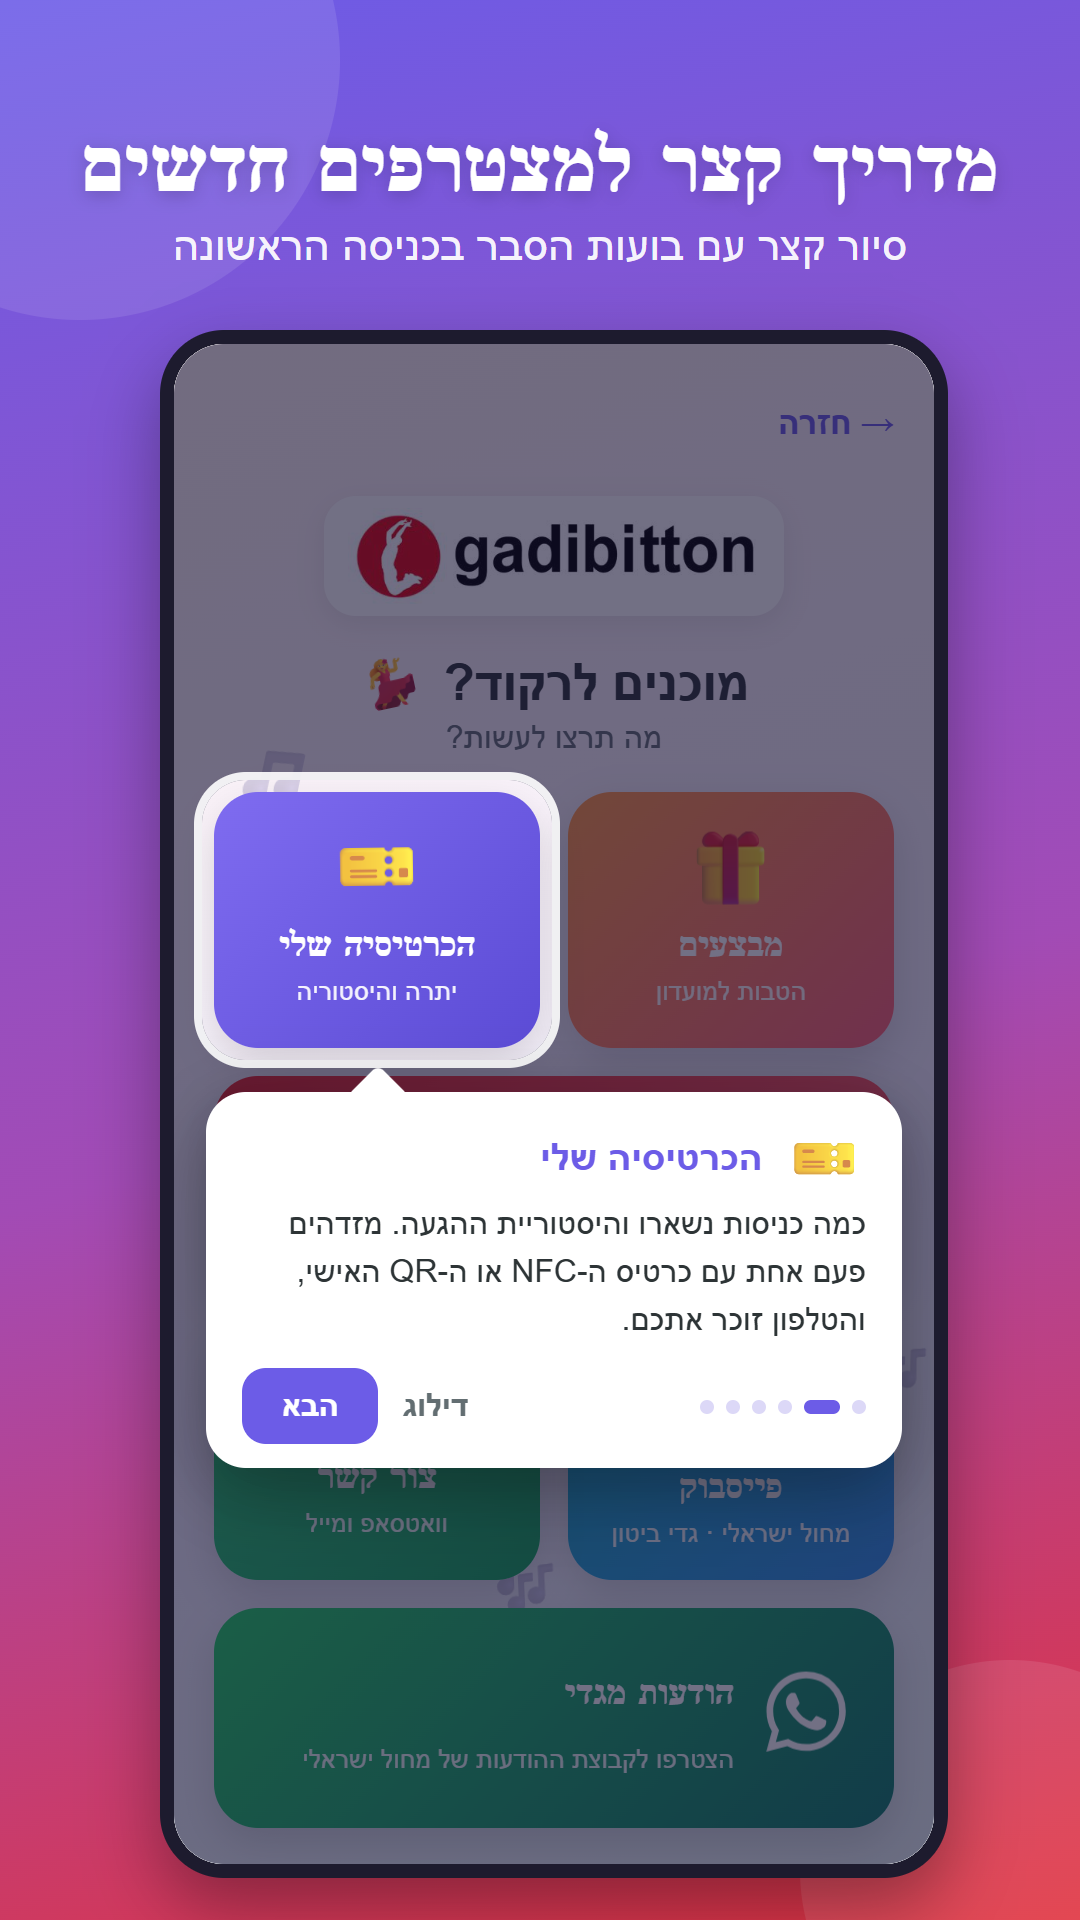 מדריך קצר למצטרפים חדשים
סיור קצר עם בועות הסבר בכניסה הראשונה
→ חזרה
gadibitton
מוכנים לרקוד? 💃
מה תרצו לעשות?
מבצעים
הטבות למועדון
הכרטיסיה שלי
יתרה והיסטוריה
הכרטיסיה שלי
כמה כניסות נשארו והיסטוריית ההגעה. מזדהים
פעם אחת עם כרטיס ה-NFC או ה-QR האישי,
והטלפון זוכר אתכם.
דילוג
הבא
פייסבוק
מחול ישראלי · גדי ביטון
צור קשר
וואטסאפ ומייל
הודעות מגדי
הצטרפו לקבוצת ההודעות של מחול ישראלי